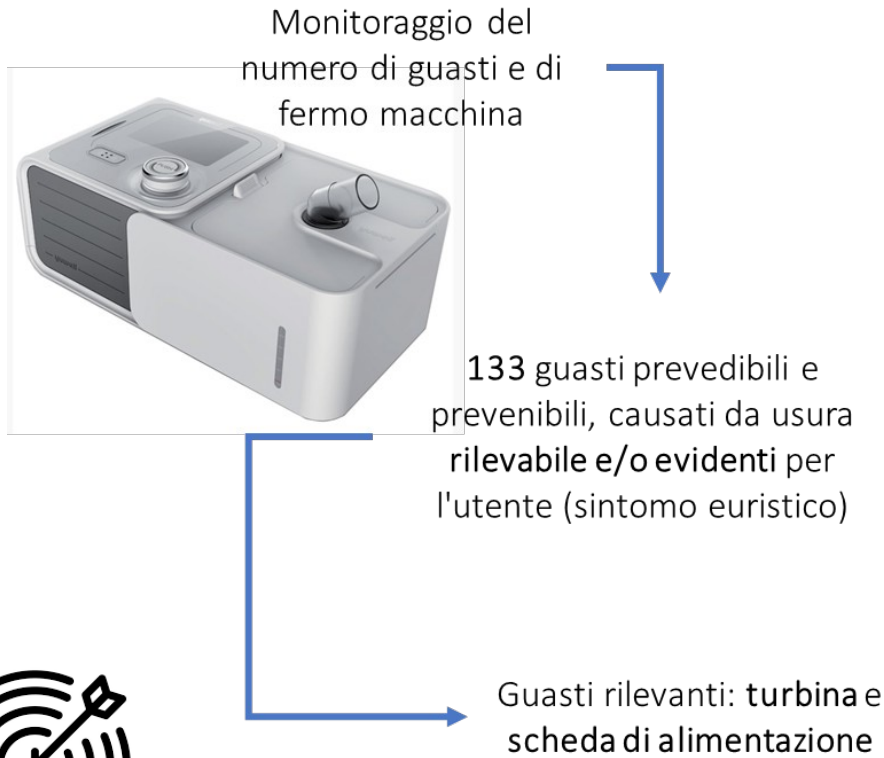 Monitoraggio del
numero di guasti e di
fermo macchina
133 guasti prevedibili e
prevenibili, causati da usura
rilevabile e/o evidenti per
l'utente (sintomo euristico)
Guasti rilevanti: turbina e
scheda di alimentazione